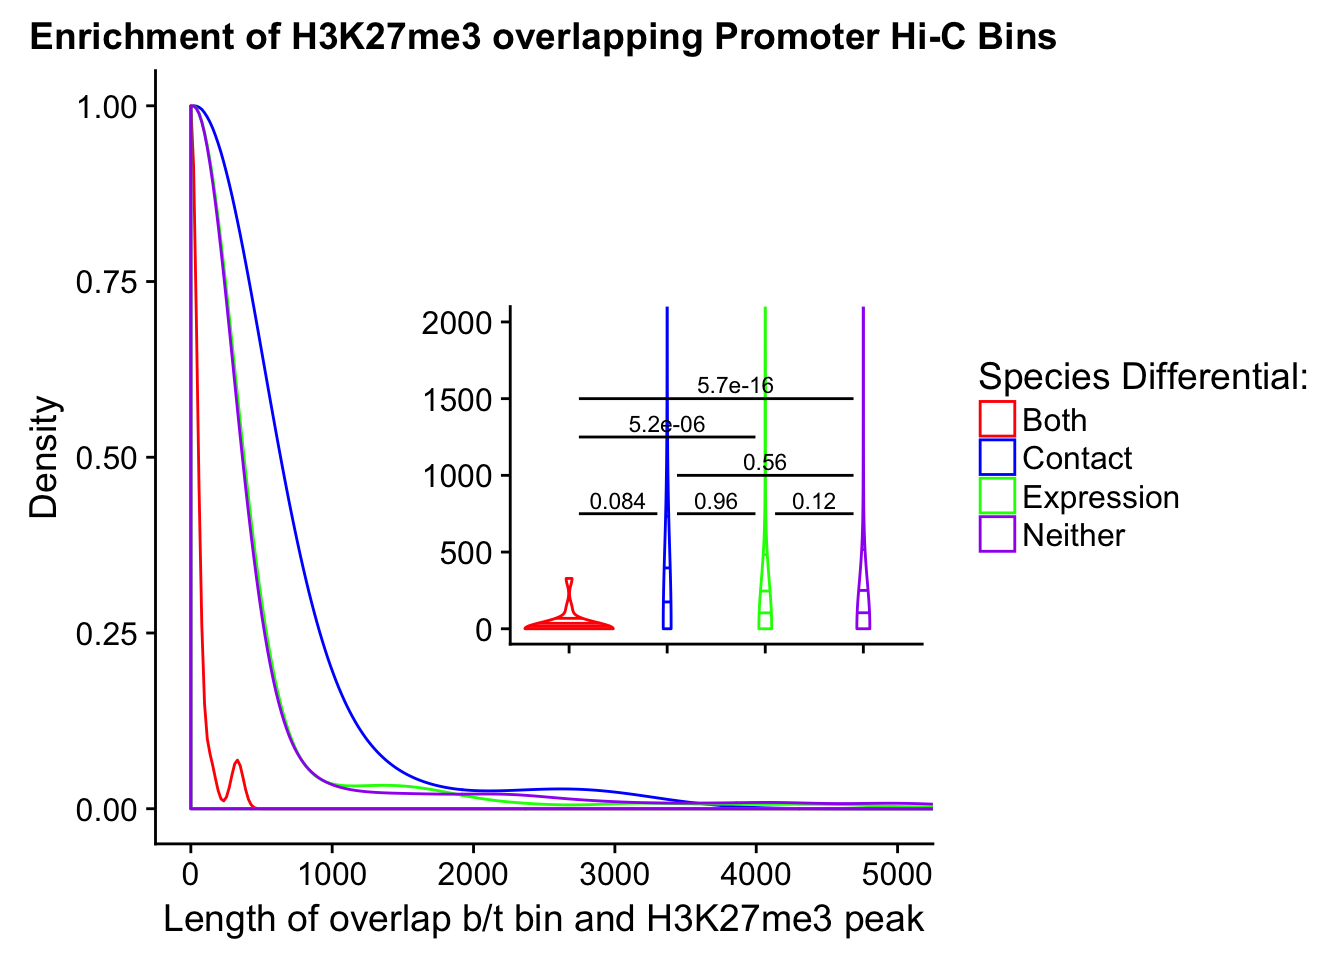 Enrichment of H3K27me3 overlapping Promoter Hi-C Bins
Density
1.00
0.75
0.50
0.25
0.00
0
1000
2000
3000
4000
5000
Length of overlap b/t bin and H3K27me3 peak
2000
1500
1000
500
0
5.7e-16
5.2e-06
0.56
0.084
0.96
0.12
Species Differential:
Both
Contact
Expression
Neither